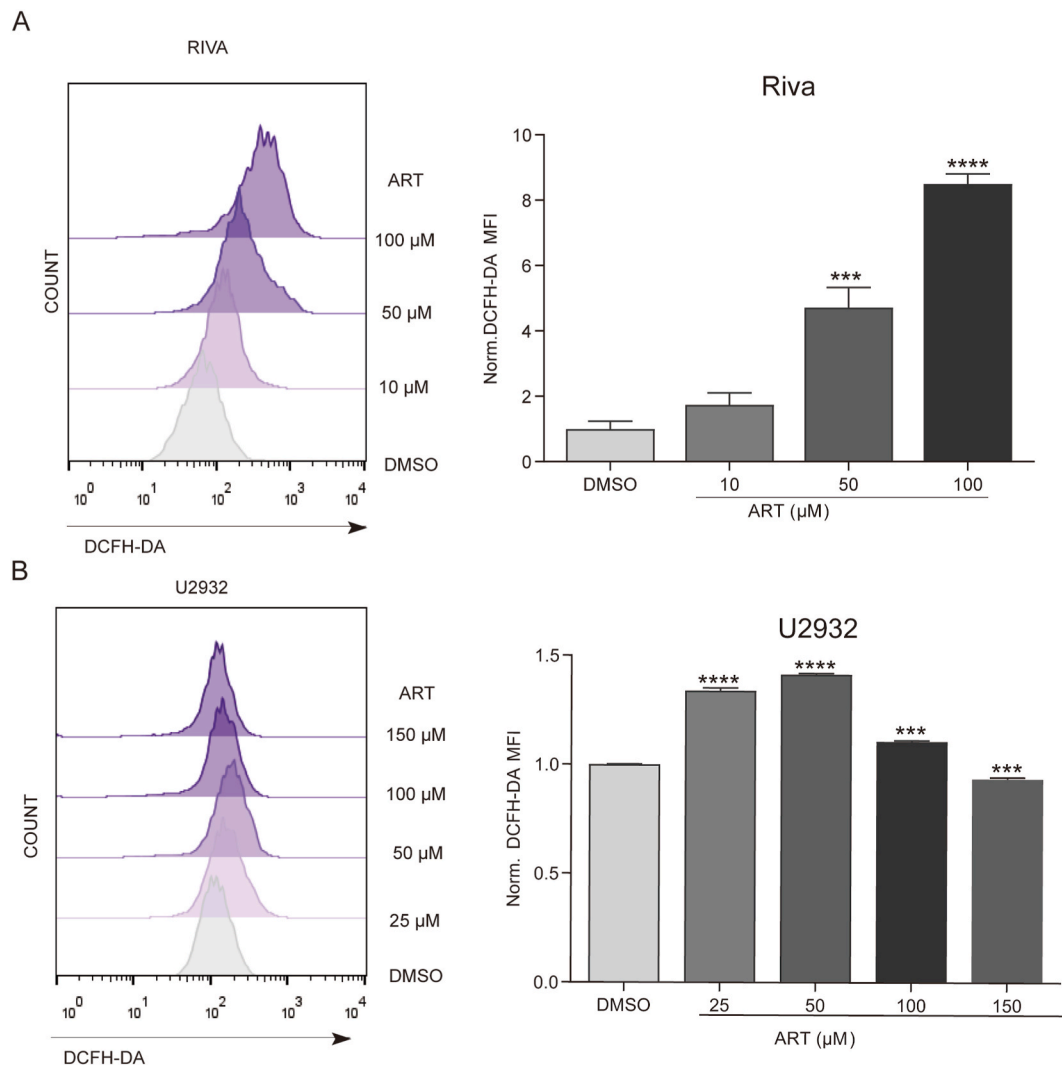 A
RIVA
COUNT
ART
100 µM
50 µM
10 µM
DMSO
10^0 10^1 10^2 10^3 10^4
DCFH-DA
Riva
Norm.DCFH-DA MFI
10
8
6
4
2
0
***
****
DMSO 10 50 100
ART (µM)
B
U2932
COUNT
ART
150 µM
100 µM
50 µM
25 µM
DMSO
10^0 10^1 10^2 10^3 10^4
DCFH-DA
U2932
Norm. DCFH-DA MFI
1.5
1.0
0.5
0.0
**** **** *** ***
DMSO 25 50 100 150
ART (µM)